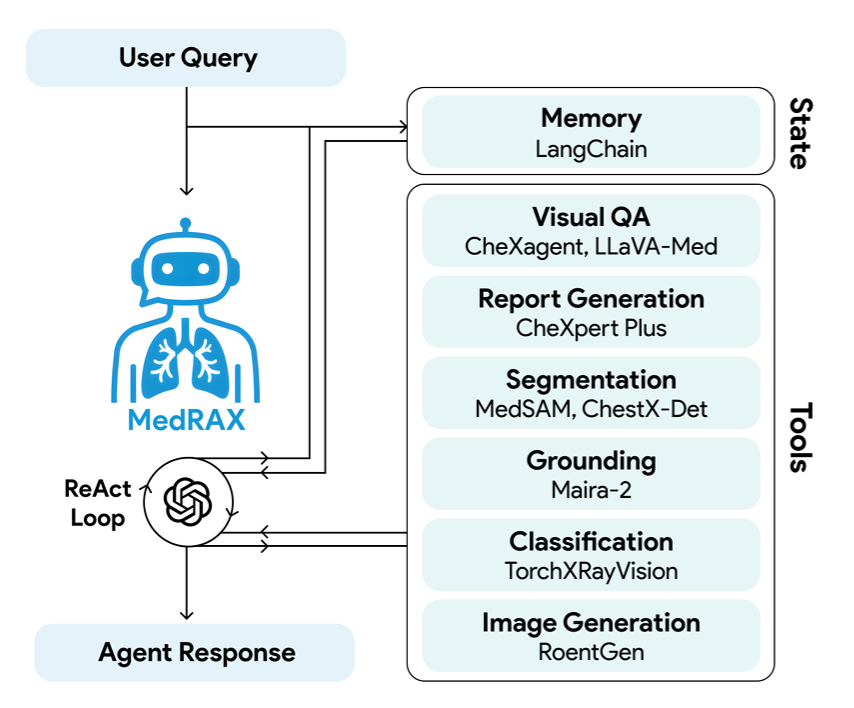 User Query
Memory
LangChain
State
Visual QA
CheXagent, LLaVA-Med
Report Generation
CheXpert Plus
Segmentation
MedSAM, ChestX-Det
Grounding
Maira-2
Classification
TorchXRayVision
Image Generation
RoentGen
Tools
MedRAX
ReAct
Loop
Agent Response